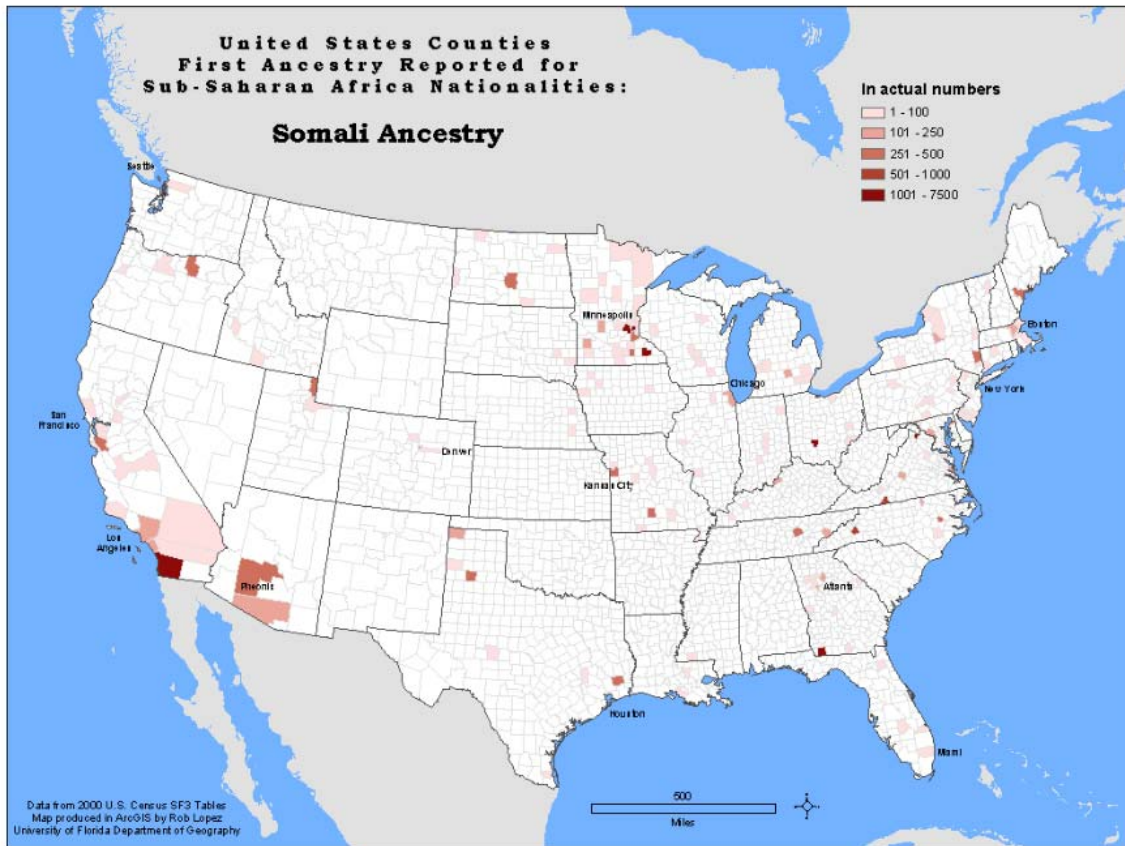 United States Counties
First Ancestry Reported for
Sub-Saharan Africa Nationalities:
Somali Ancestry
In actual numbers
1 - 100
101 - 250
251 - 500
501 - 1000
1001 - 7500
Seattle
Minneapolis
Boston
Chicago
New York
San
Francisco
Denver
Kansas City
Los
Angeles
Pheonix
Atlanta
Houston
Miami
500
Miles
Data from 2000 U.S. Census SF3 Tables
Map produced in ArcGIS by Rob Lopez
University of Florida Department of Geography